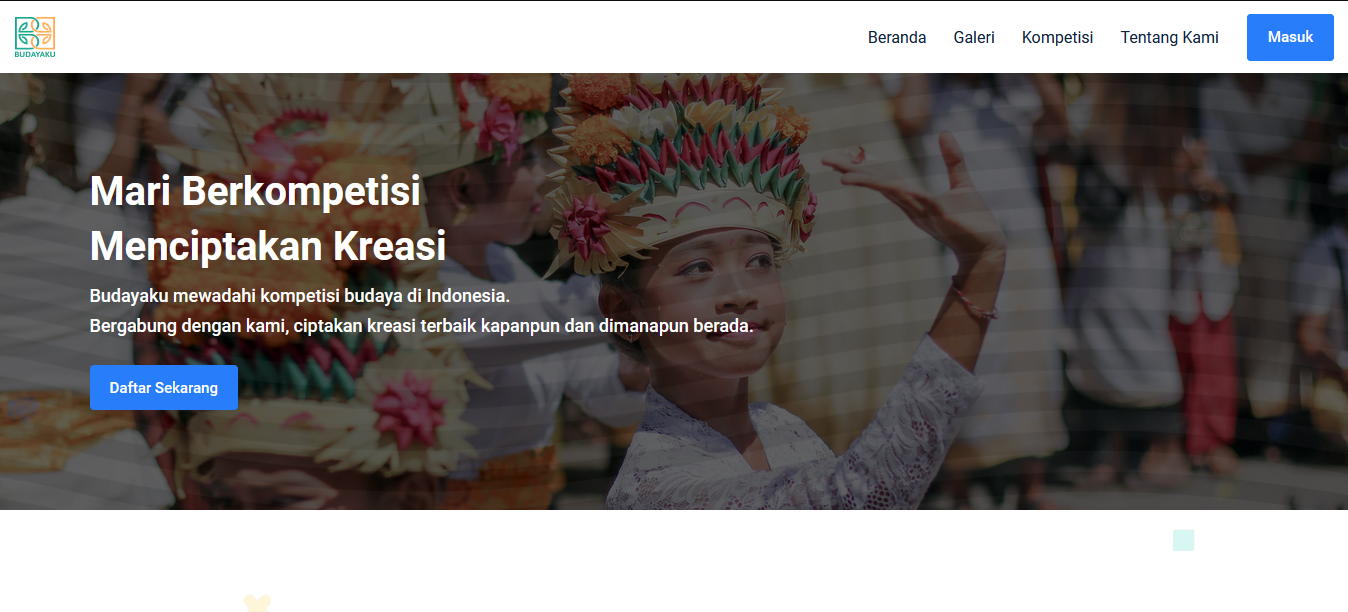 BUDAYAKU
Beranda Galeri Kompetisi Tentang Kami Masuk
Mari Berkompetisi
Menciptakan Kreasi
Budayaku mewadahi kompetisi budaya di Indonesia.
Bergabung dengan kami, ciptakan kreasi terbaik kapanpun dan dimanapun berada.
Daftar Sekarang